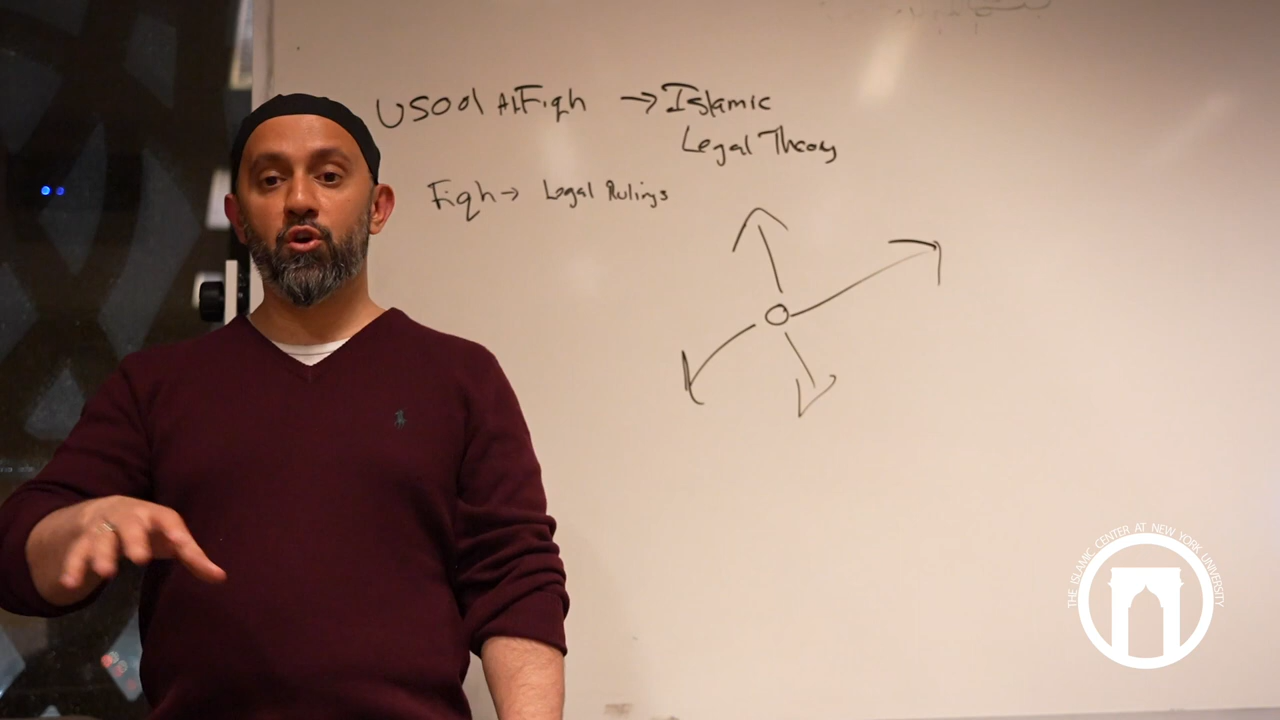 Usool Al Fiqh → Islamic
Legal Theory
Fiqh → Legal Rulings
THE ISLAMIC CENTER AT NEW YORK UNIVERSITY